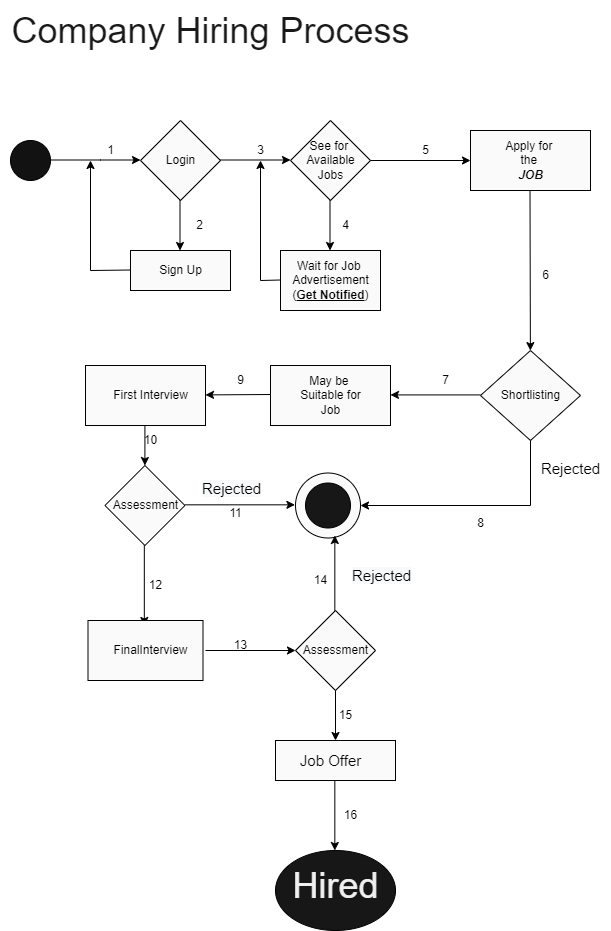 Company Hiring Process
1
Login
3
See for
Available
Jobs
5
Apply for
the
JOB
2
4
Sign Up
Wait for Job
Advertisement
(Get Notified)
6
First Interview
9
May be
Suitable for
Job
7
Shortlisting
10
Rejected
Assessment
Rejected
11
8
12
14
Rejected
FinalInterview
13
Assessment
15
Job Offer
16
Hired